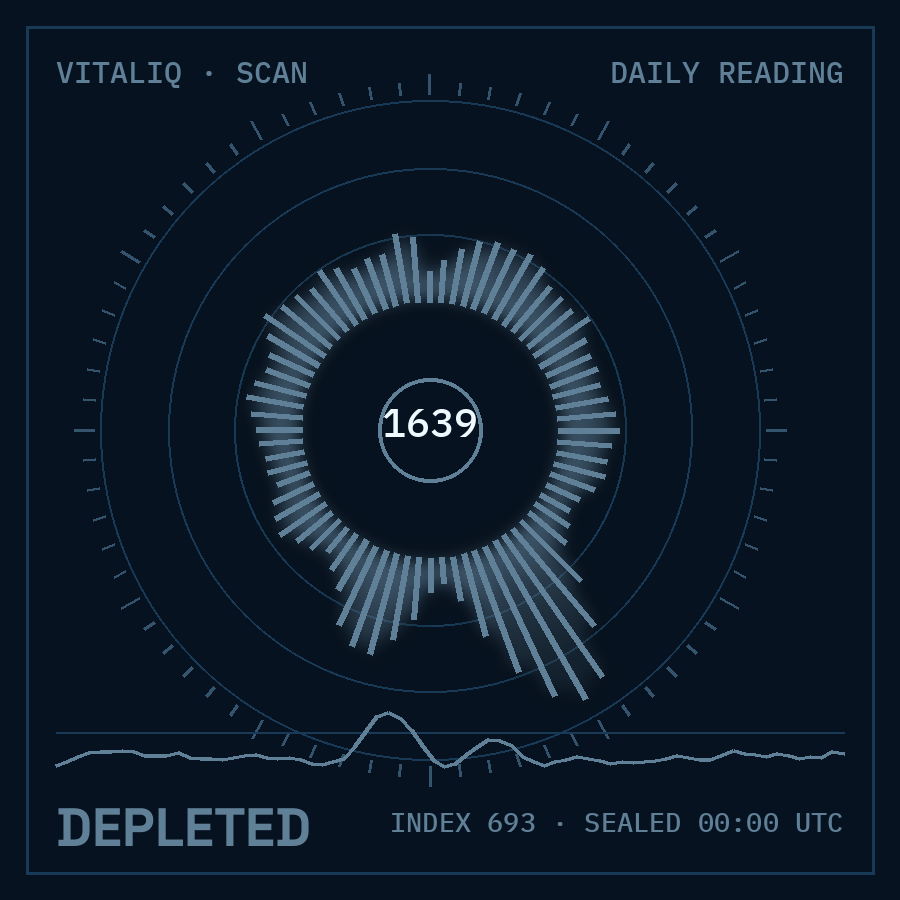 VITALIQ · SCAN
DAILY READING
1639
DEPLETED
INDEX 693 · SEALED 00:00 UTC